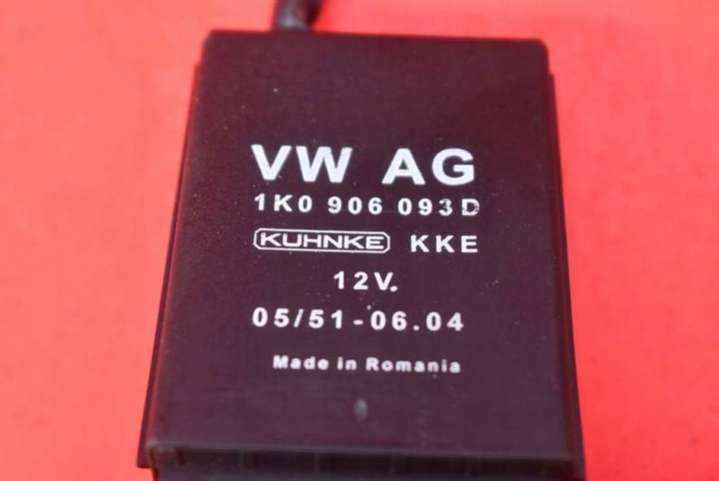 VW AG
1K0 906 093D
KUHNKE KKE
12V.
05/51-06.04
Made in Romania